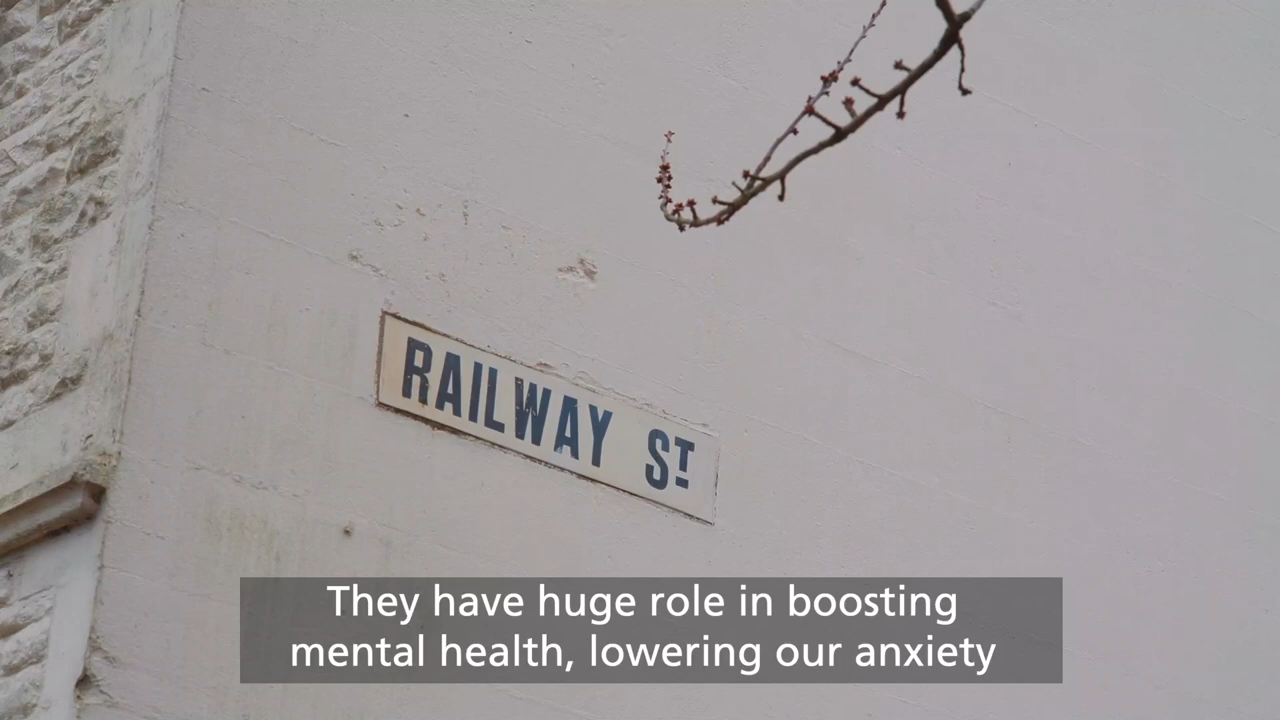 RAILWAY ST
They have huge role in boosting
mental health, lowering our anxiety